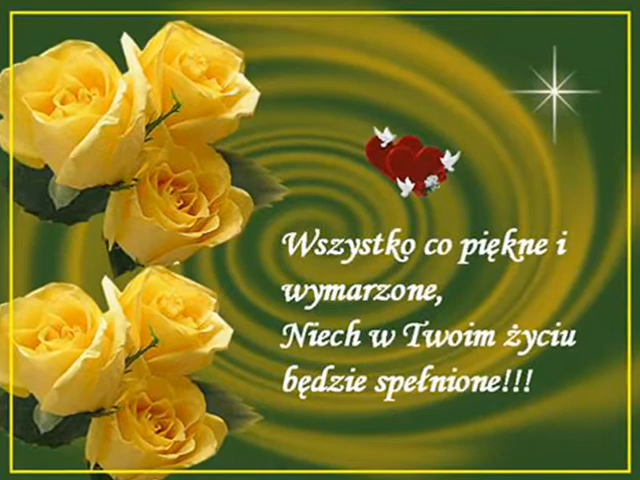 Wszystko co piękne i
wymarzone,
Niech w Twoim życiu
będzie spełnione!!!